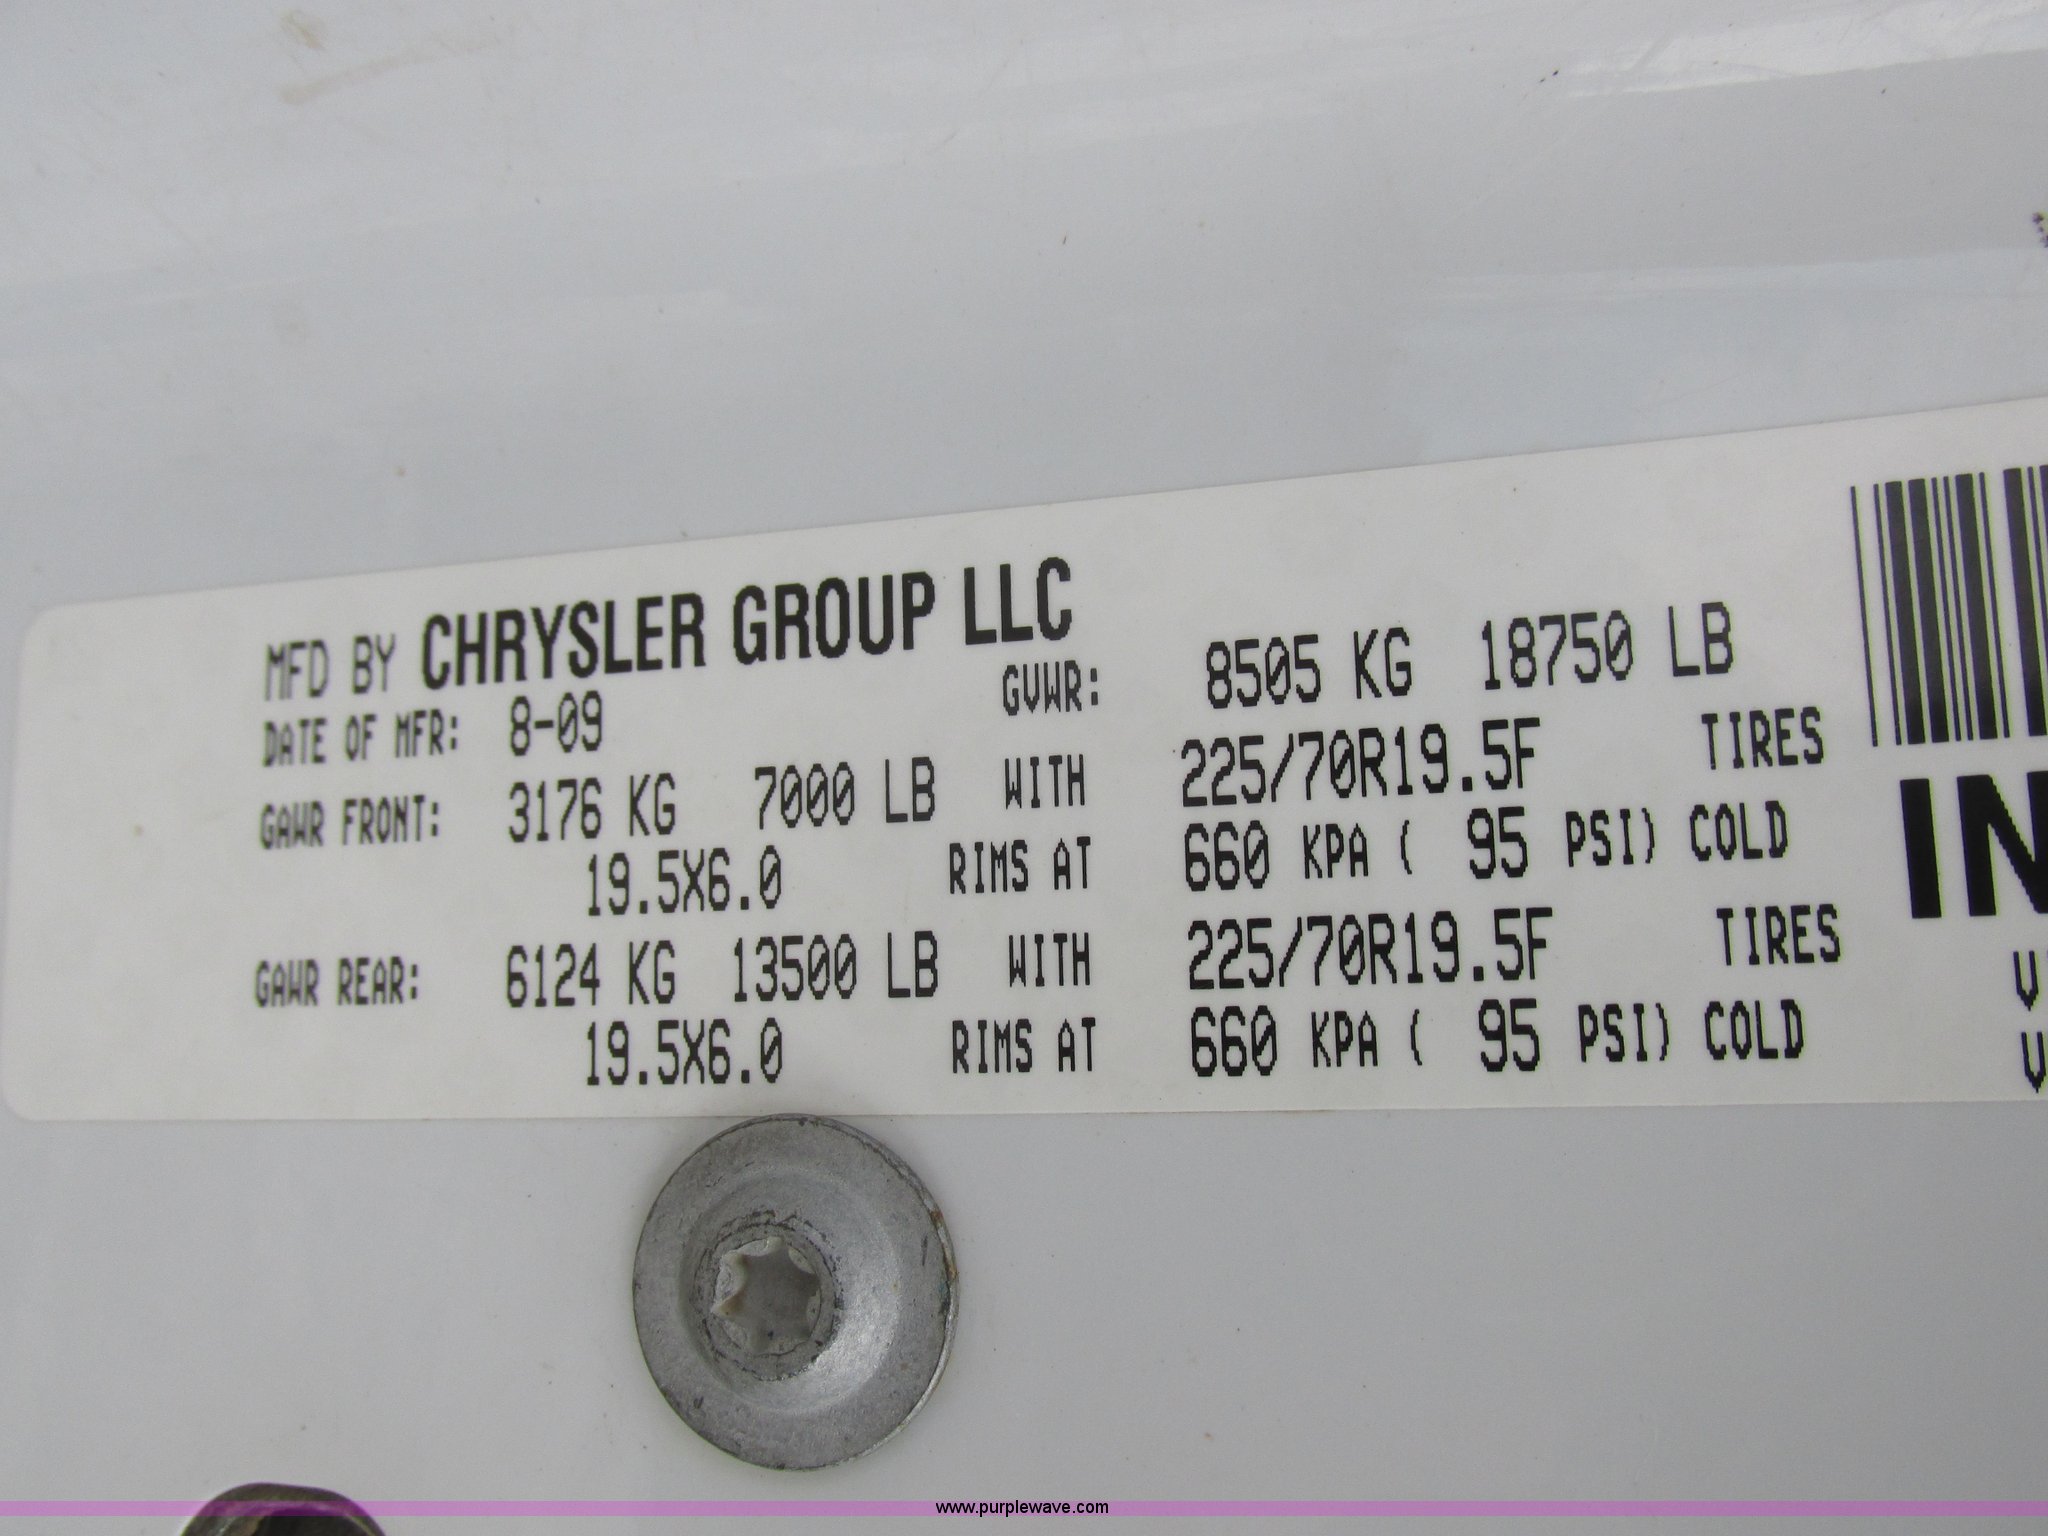 MFD BY CHRYSLER GROUP LLC
DATE OF MFR: 8-09 GVWR: 8505 KG 18750 LB
GAWR FRONT: 3176 KG 7000 LB WITH 225/70R19.5F TIRES
19.5X6.0 RIMS AT 660 KPA ( 95 PSI) COLD
GAWR REAR: 6124 KG 13500 LB WITH 225/70R19.5F TIRES
19.5X6.0 RIMS AT 660 KPA ( 95 PSI) COLD
www.purplewave.com